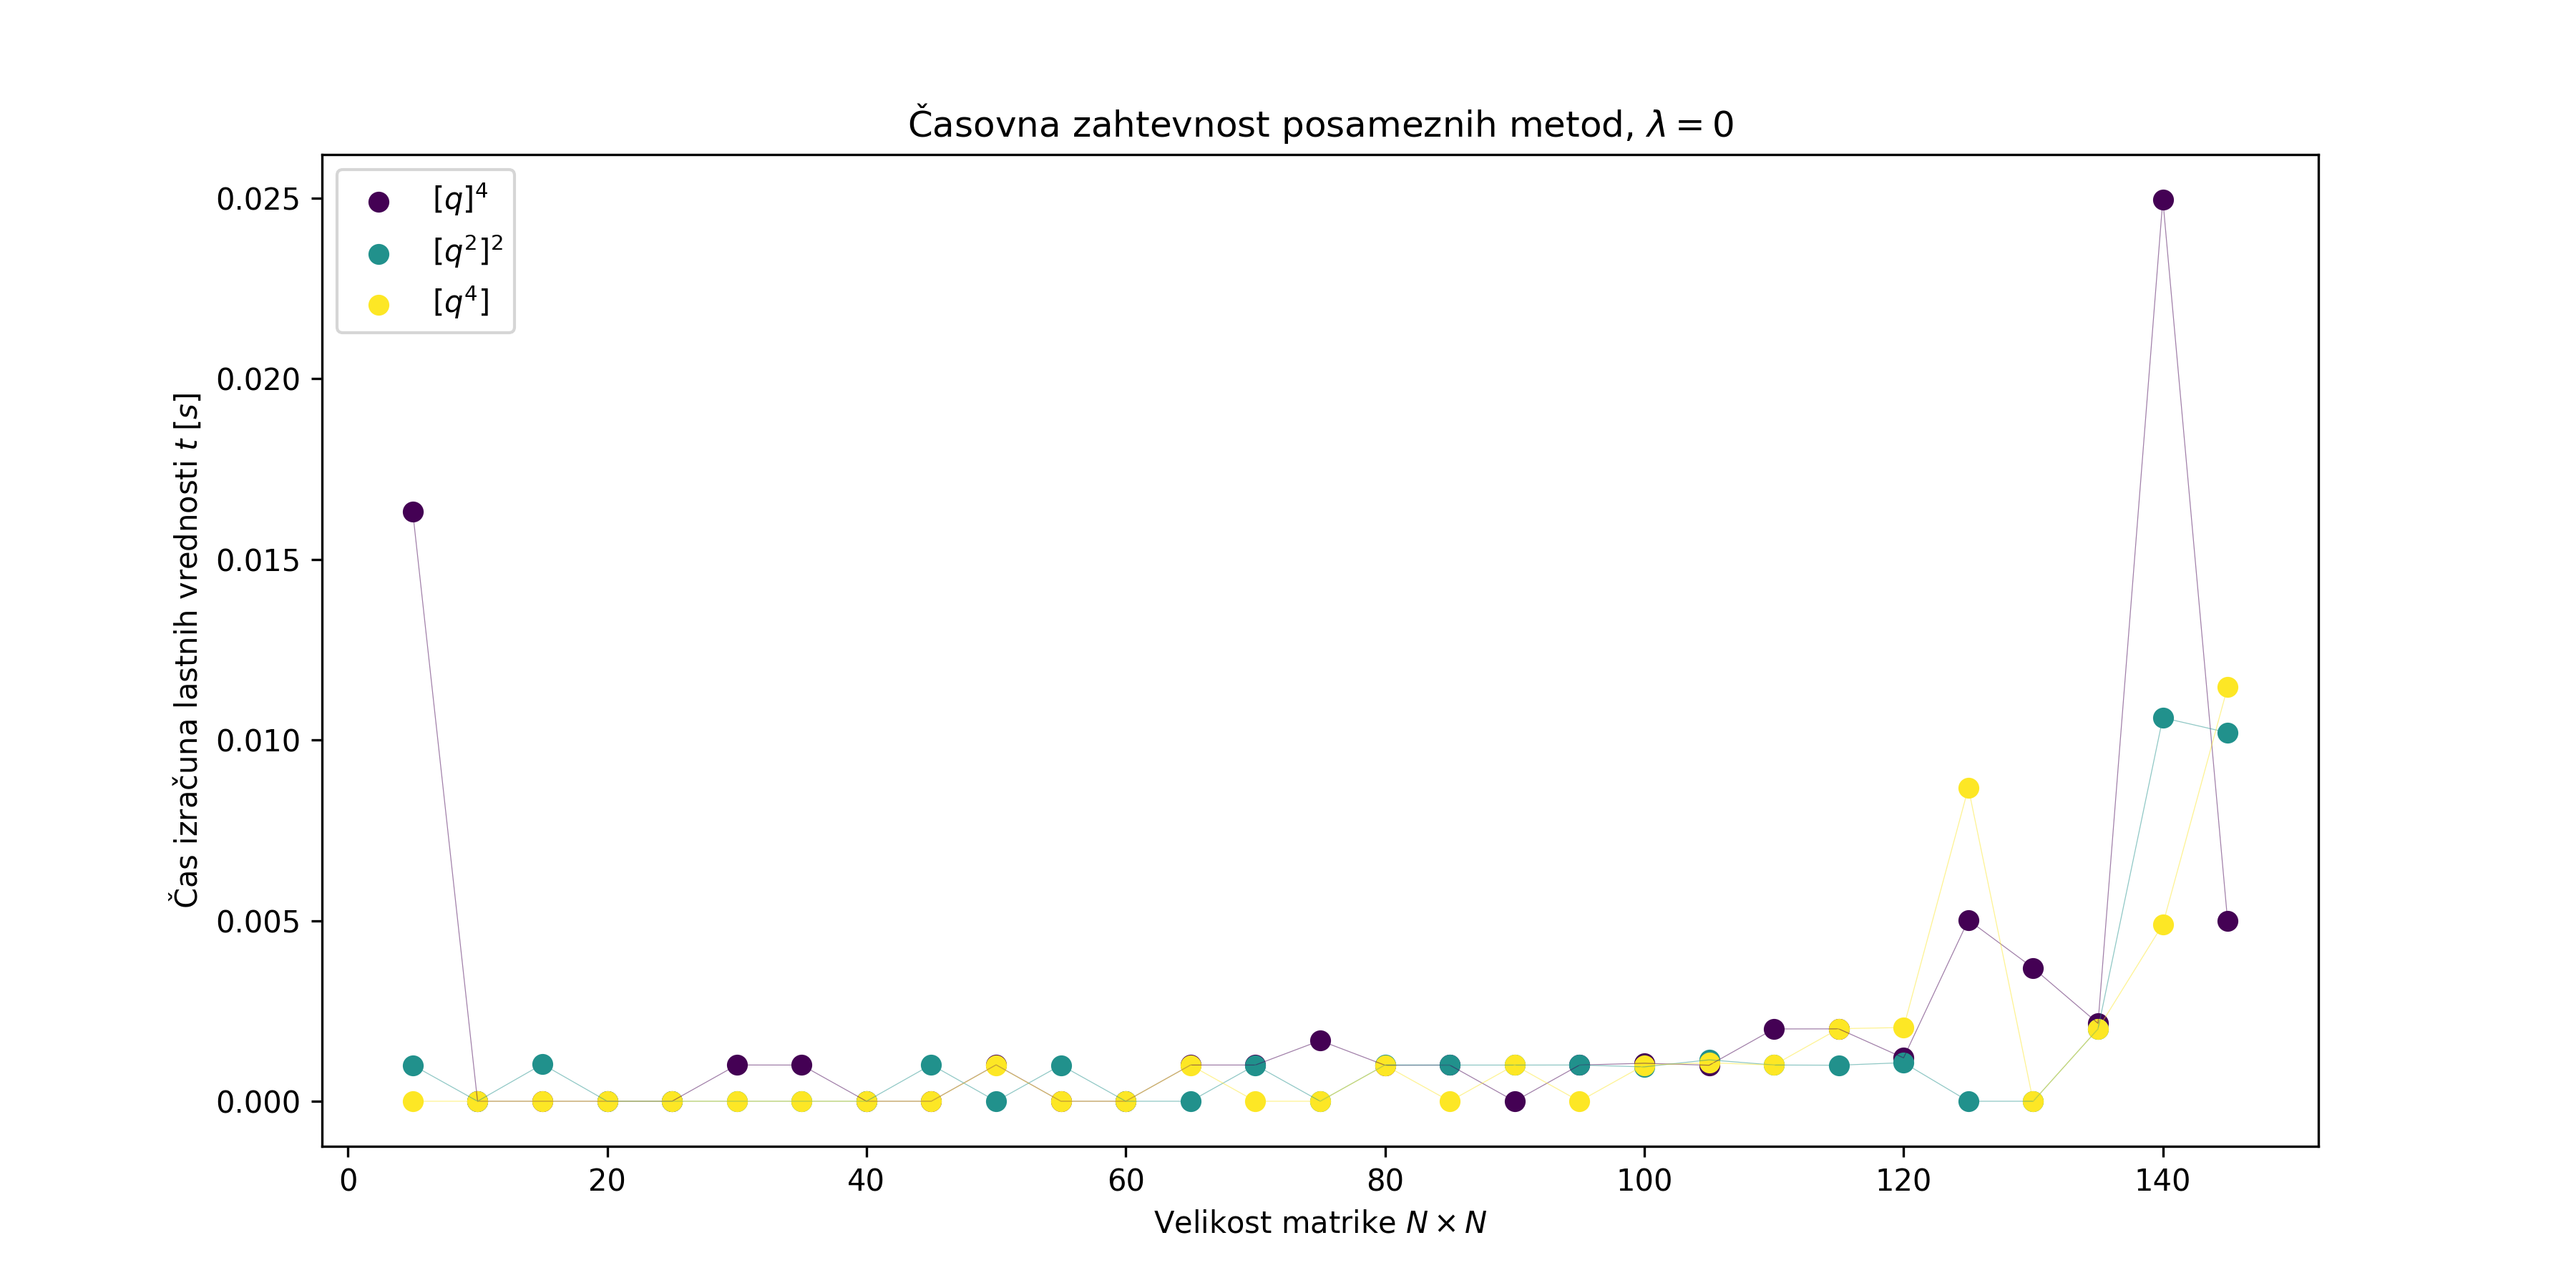 Časovna zahtevnost posameznih metod, λ = 0
[q]⁴
[q²]²
[q⁴]
0.025
0.020
0.015
0.010
0.005
0.000
Čas izračuna lastnih vrednosti t [s]
0 20 40 60 80 100 120 140
Velikost matrike N × N